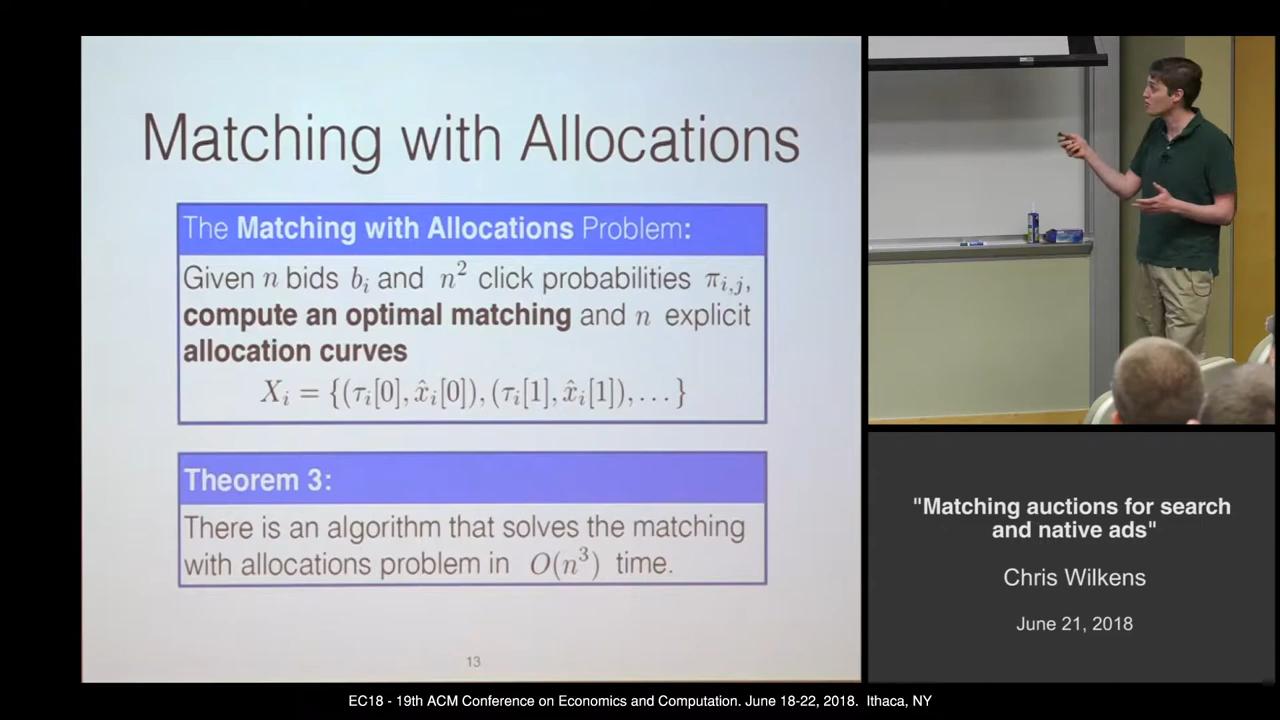 Matching with Allocations
The Matching with Allocations Problem:
Given n bids b_i and n² click probabilities π_{i,j},
compute an optimal matching and n explicit
allocation curves
X_i = {(τ_i[0], x̂_i[0]), (τ_i[1], x̂_i[1]), . . . }
Theorem 3:
There is an algorithm that solves the matching
with allocations problem in O(n³) time.
13
"Matching auctions for search
and native ads"
Chris Wilkens
June 21, 2018
EC18 - 19th ACM Conference on Economics and Computation. June 18-22, 2018. Ithaca, NY